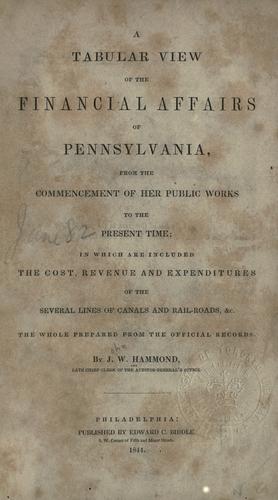 A
TABULAR VIEW
OF THE
FINANCIAL AFFAIRS
OF
PENNSYLVANIA,
FROM THE
COMMENCEMENT OF HER PUBLIC WORKS
TO THE
PRESENT TIME;
IN WHICH ARE INCLUDED
THE COST, REVENUE AND EXPENDITURES
OF THE
SEVERAL LINES OF CANALS AND RAIL-ROADS, &c.
THE WHOLE PREPARED FROM THE OFFICIAL RECORDS.
BY J. W. HAMMOND,
LATE CHIEF CLERK OF THE AUDITOR-GENERAL'S OFFICE.
PHILADELPHIA:
PUBLISHED BY EDWARD C. BIDDLE,
S. W. Corner of Fifth and Minor Streets.
1844.